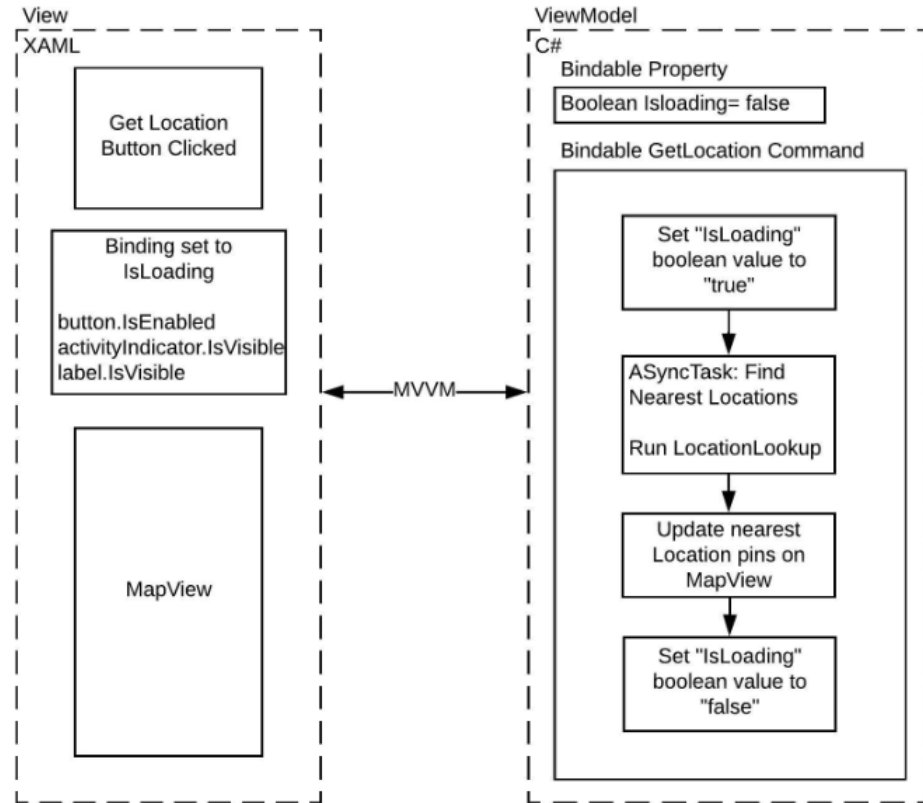 View
XAML
Get Location
Button Clicked
Binding set to
IsLoading
button.IsEnabled
activityIndicator.IsVisible
label.IsVisible
MapView
MVVM
ViewModel
C#
Bindable Property
Boolean Isloading= false
Bindable GetLocation Command
Set "IsLoading"
boolean value to
"true"
ASyncTask: Find
Nearest Locations
Run LocationLookup
Update nearest
Location pins on
MapView
Set "IsLoading"
boolean value to
"false"